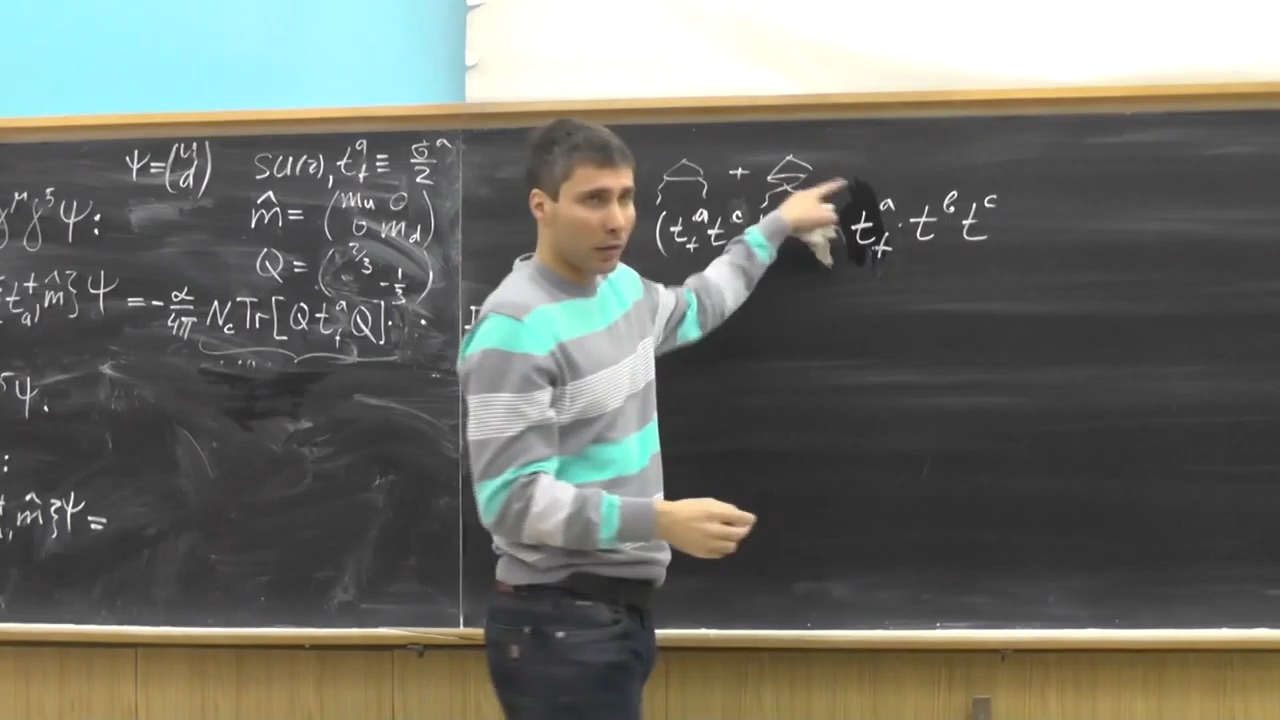 Ψ=(u d) SU(2), t_f^a ≡ σ^a/2
γ^μ γ^5 Ψ: m̂ = (m_u 0 0 m_d)
Q = (2/3 -1/3)
m̂}Ψ = -α/4π N_c Tr[Q t_f^a Q].
γ^5Ψ.
:
m̂}Ψ =
+
(t_f^a t^c ) t_f^a · t^b t^c